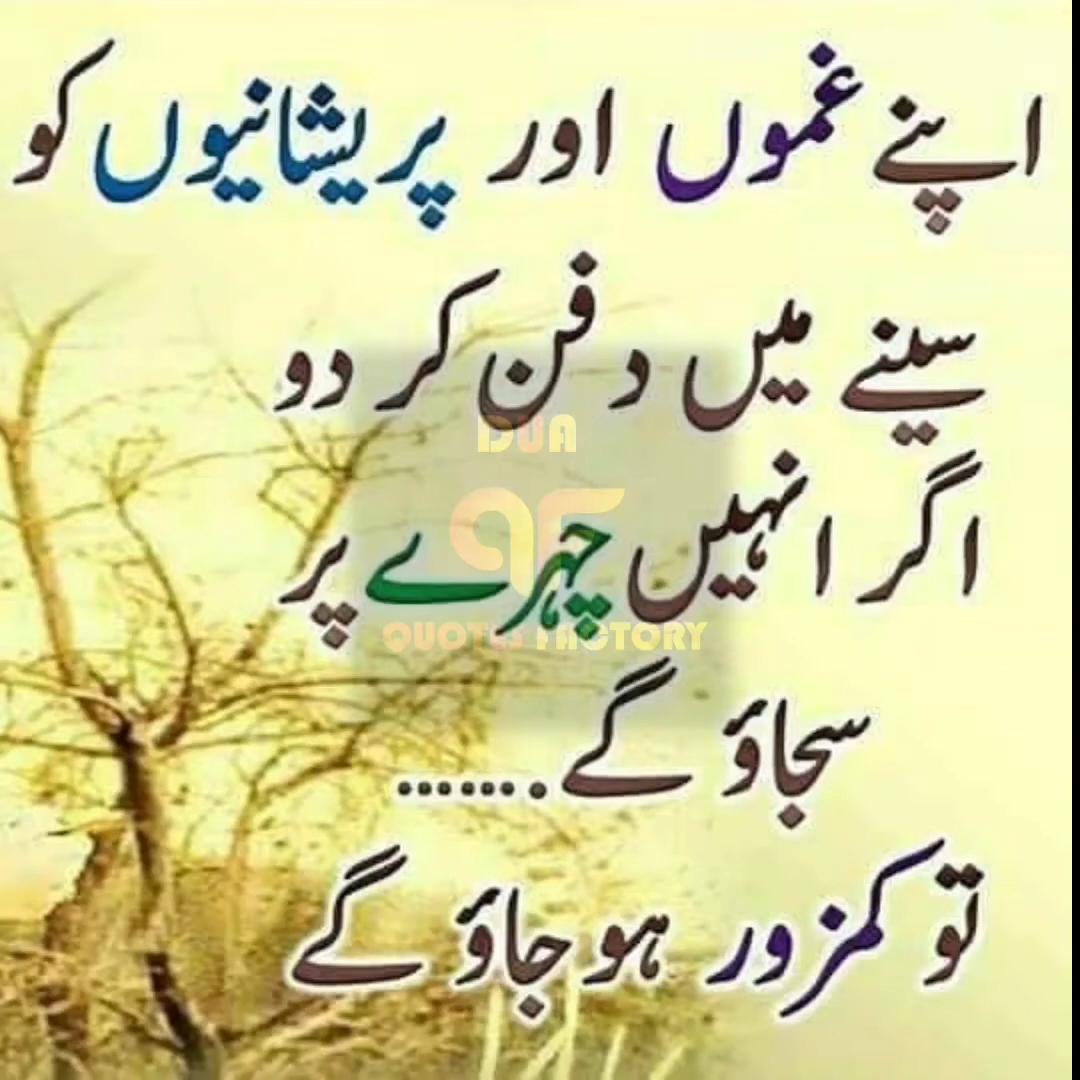 اپنے غموں اور پریشانیوں کو
سینے میں دفن کر دو
DUA
اگر انہیں چہرے پر
QUOTES FACTORY
سجاؤ گے.......
تو کمزور ہو جاؤ گے